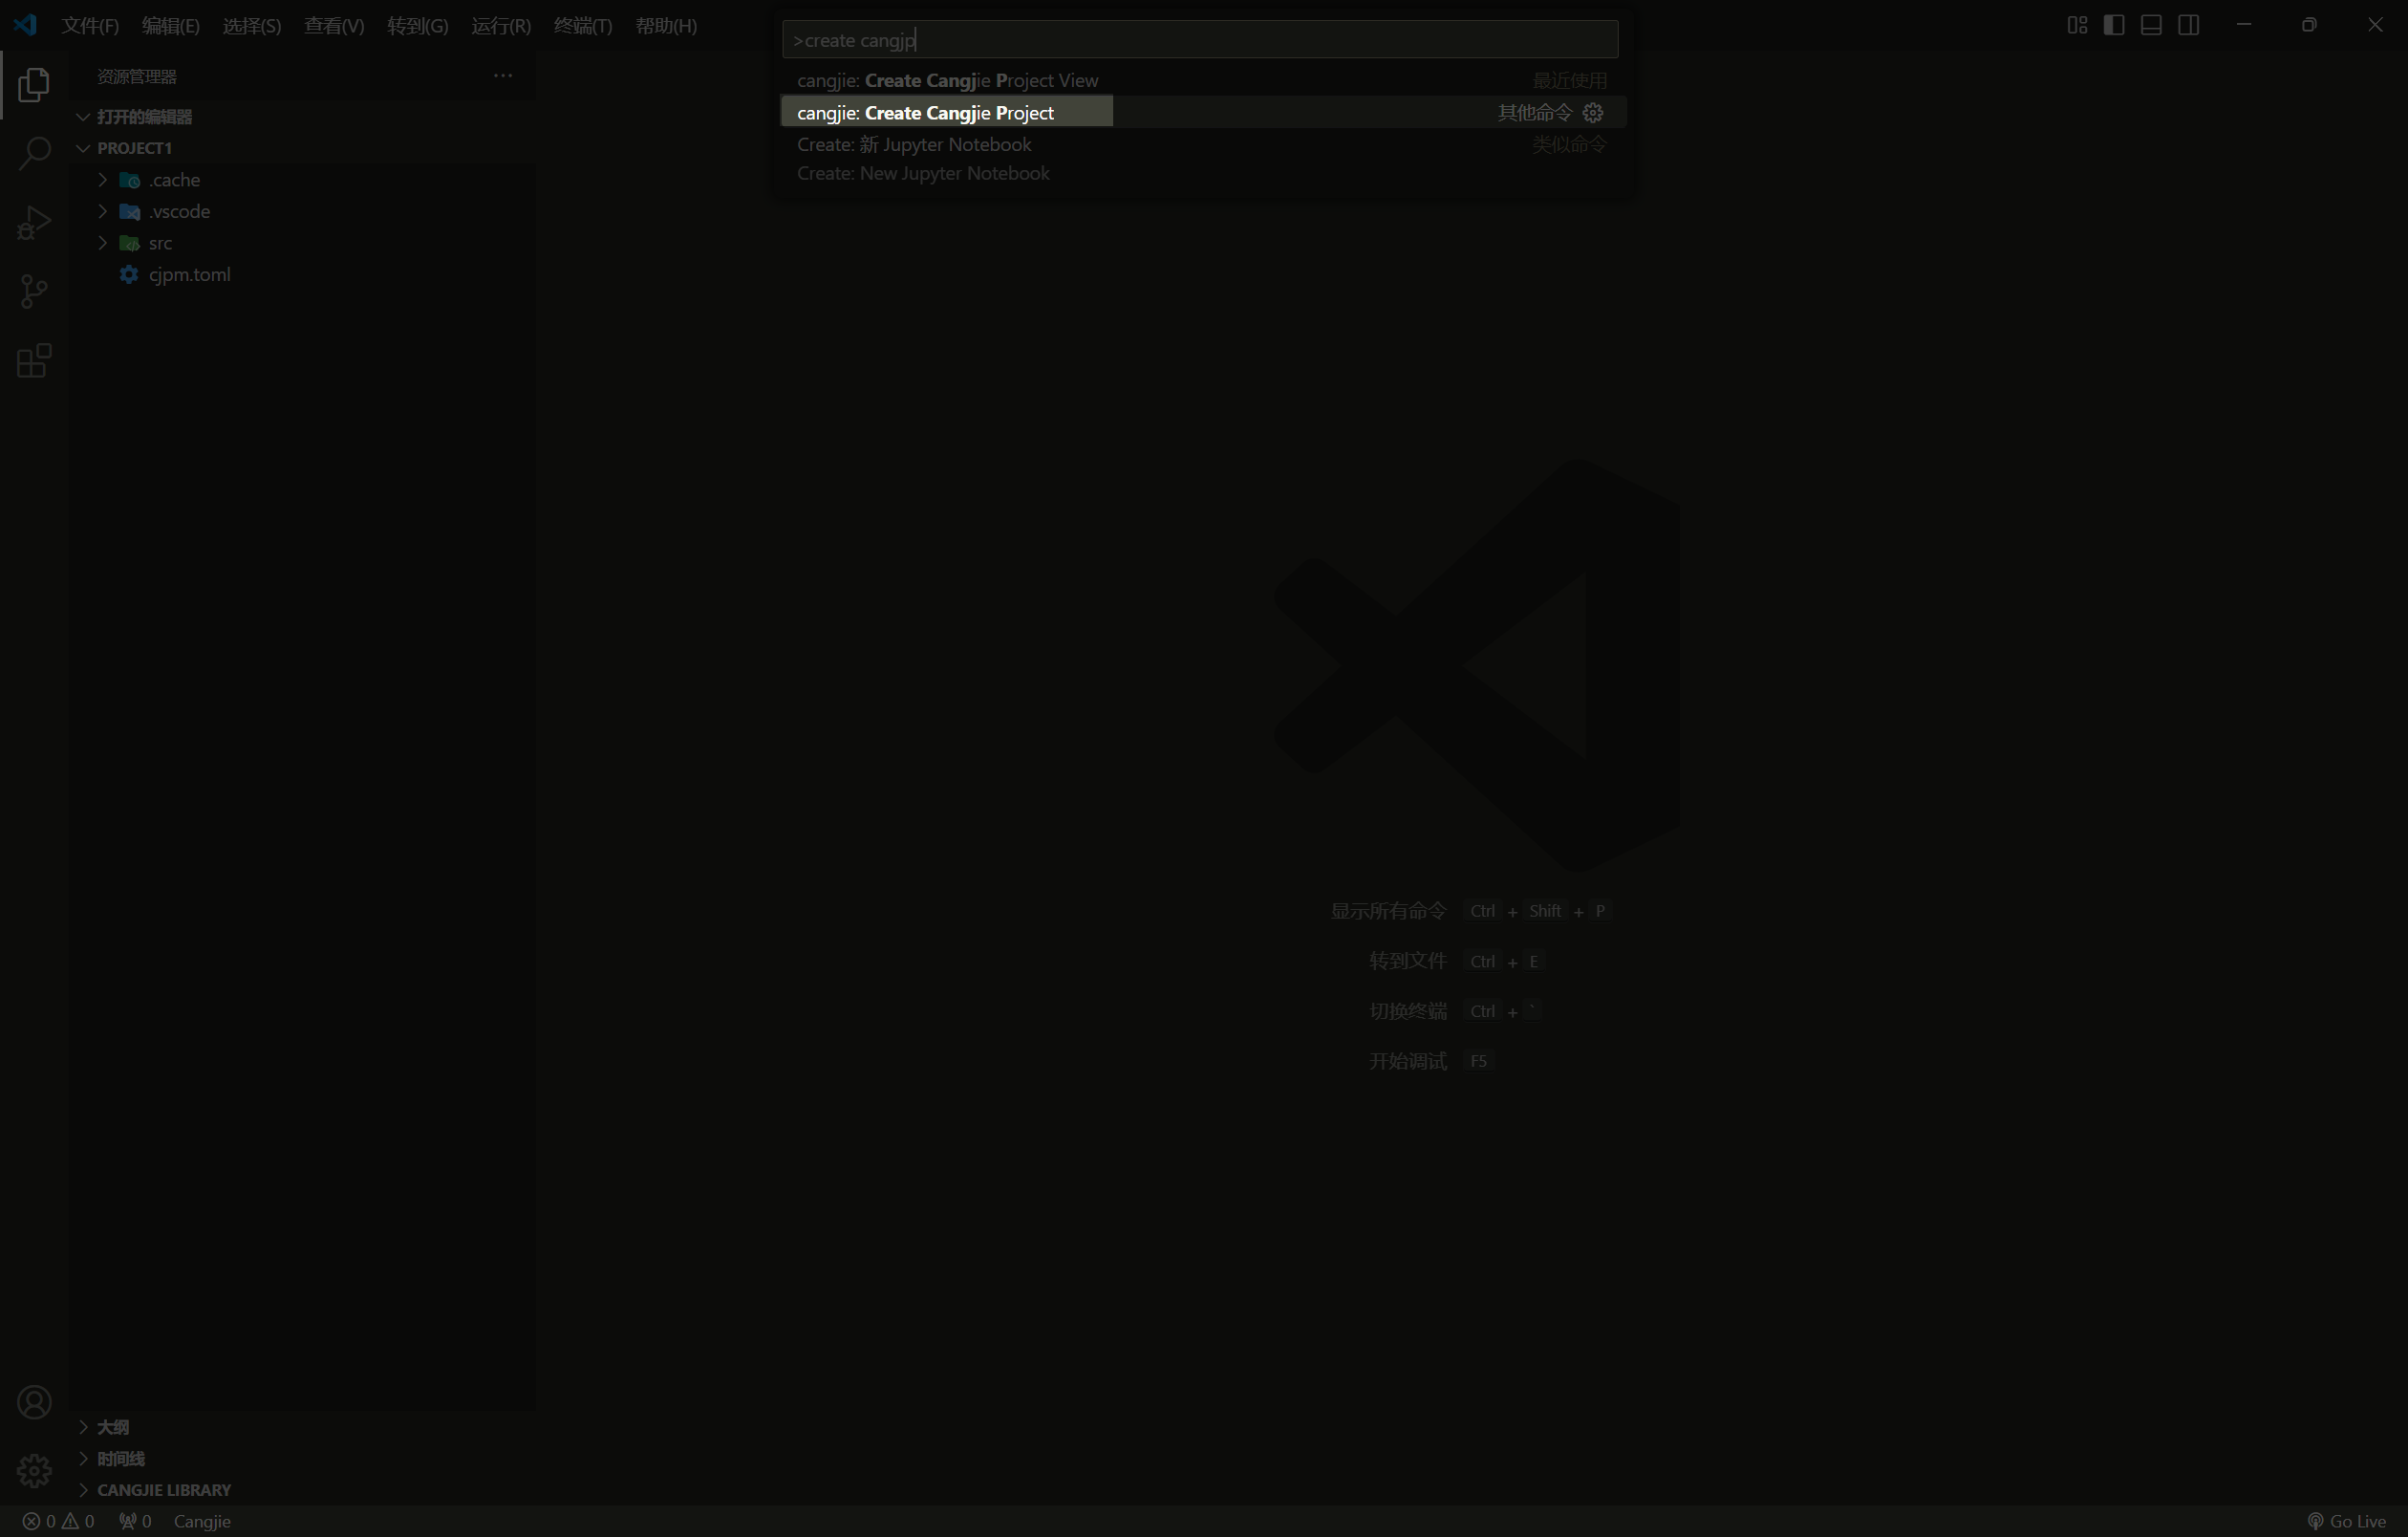 文件(F) 编辑(E) 选择(S) 查看(V) 转到(G) 运行(R) 终端(T) 帮助(H)
>create cangjp
cangjie: Create Cangjie Project View 最近使用
cangjie: Create Cangjie Project 其他命令
Create: 新 Jupyter Notebook 类似命令
Create: New Jupyter Notebook
资源管理器
打开的编辑器
PROJECT1
.cache
.vscode
src
cjpm.toml
显示所有命令 Ctrl + Shift + P
转到文件 Ctrl + E
切换终端 Ctrl + `
开始调试 F5
大纲
时间线
CANGJIE LIBRARY
0 0 0 Cangjie Go Live